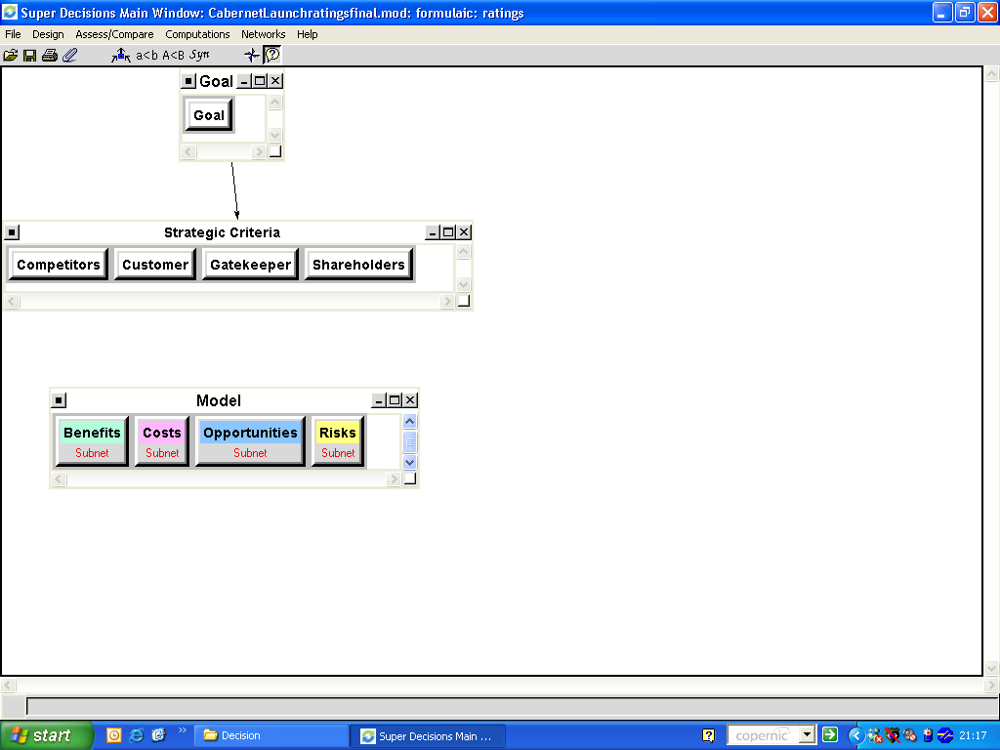 Super Decisions Main Window: CabernetLaunchratingsfinal.mod: formulaic: ratings
File Design Assess/Compare Computations Networks Help
a<b A<B Syn
Goal
Goal
Strategic Criteria
Competitors Customer Gatekeeper Shareholders
Model
Benefits Costs Opportunities Risks
Subnet Subnet Subnet Subnet
start Decision Super Decisions Main ... copernic 21:17